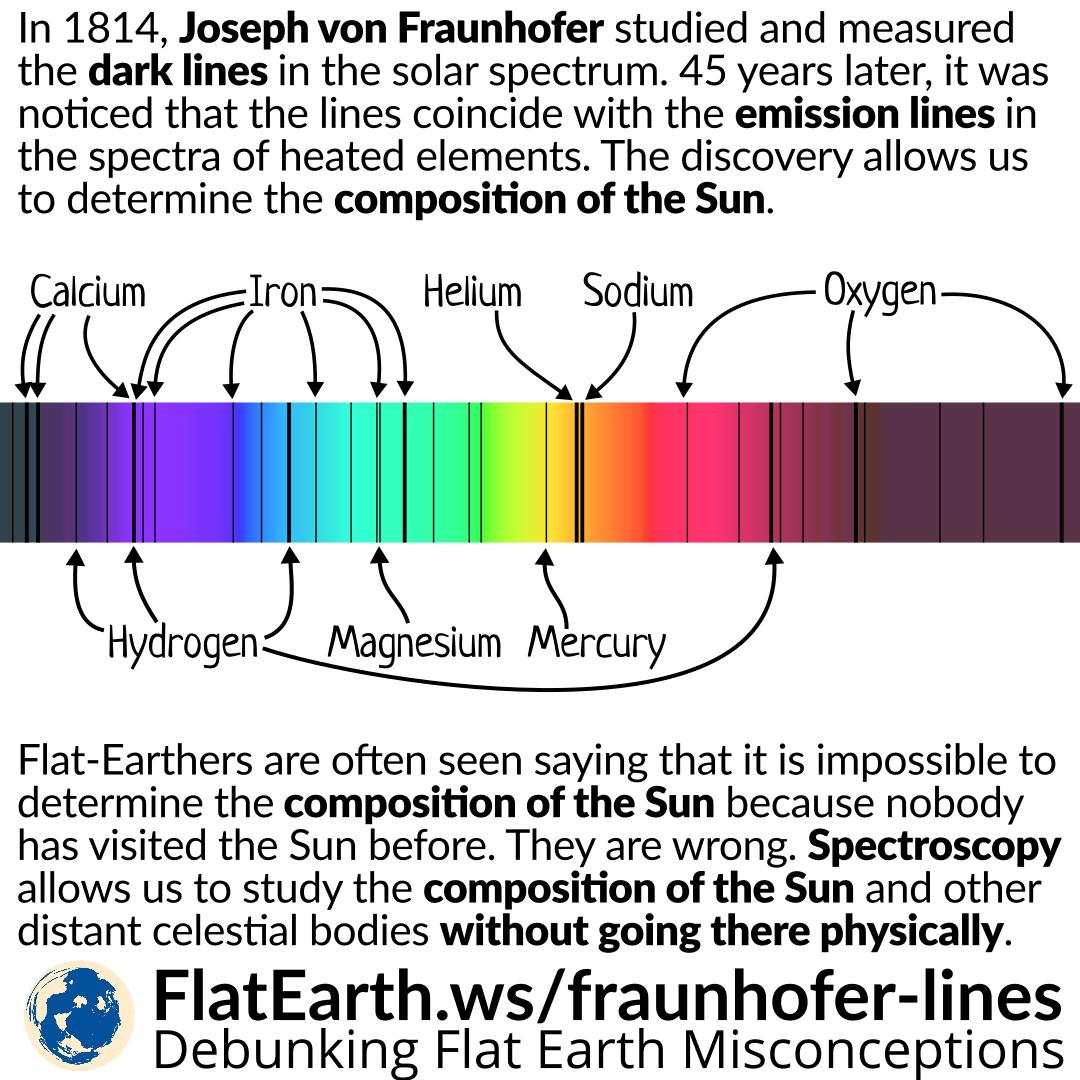 In 1814, Joseph von Fraunhofer studied and measured
the dark lines in the solar spectrum. 45 years later, it was
noticed that the lines coincide with the emission lines in
the spectra of heated elements. The discovery allows us
to determine the composition of the Sun.
Calcium Iron Helium Sodium Oxygen
Hydrogen Magnesium Mercury
Flat-Earthers are often seen saying that it is impossible to
determine the composition of the Sun because nobody
has visited the Sun before. They are wrong. Spectroscopy
allows us to study the composition of the Sun and other
distant celestial bodies without going there physically.
FlatEarth.ws/fraunhofer-lines
Debunking Flat Earth Misconceptions